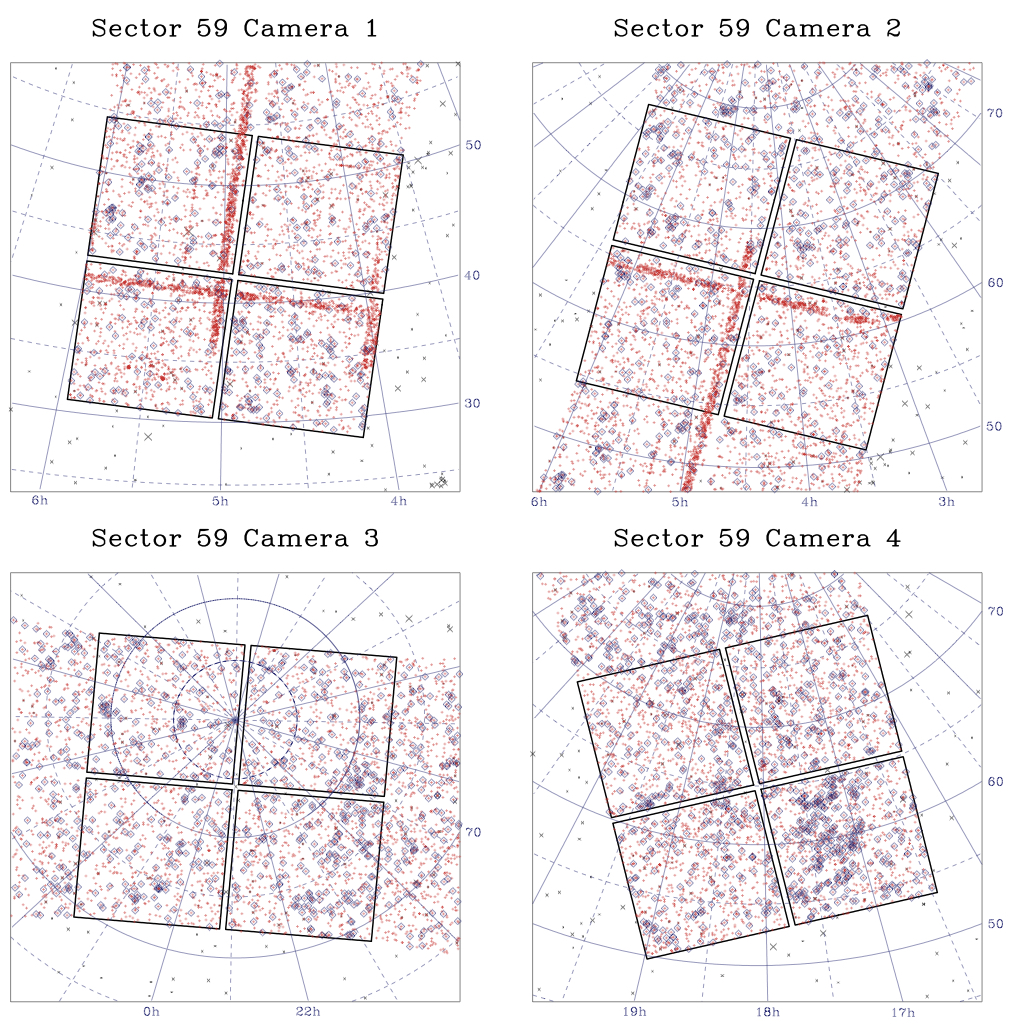 Sector 59 Camera 1
Sector 59 Camera 2
50
40
30
6h 5h 4h
70
60
50
6h 5h 4h 3h
Sector 59 Camera 3
Sector 59 Camera 4
70
0h 22h
70
60
50
19h 18h 17h